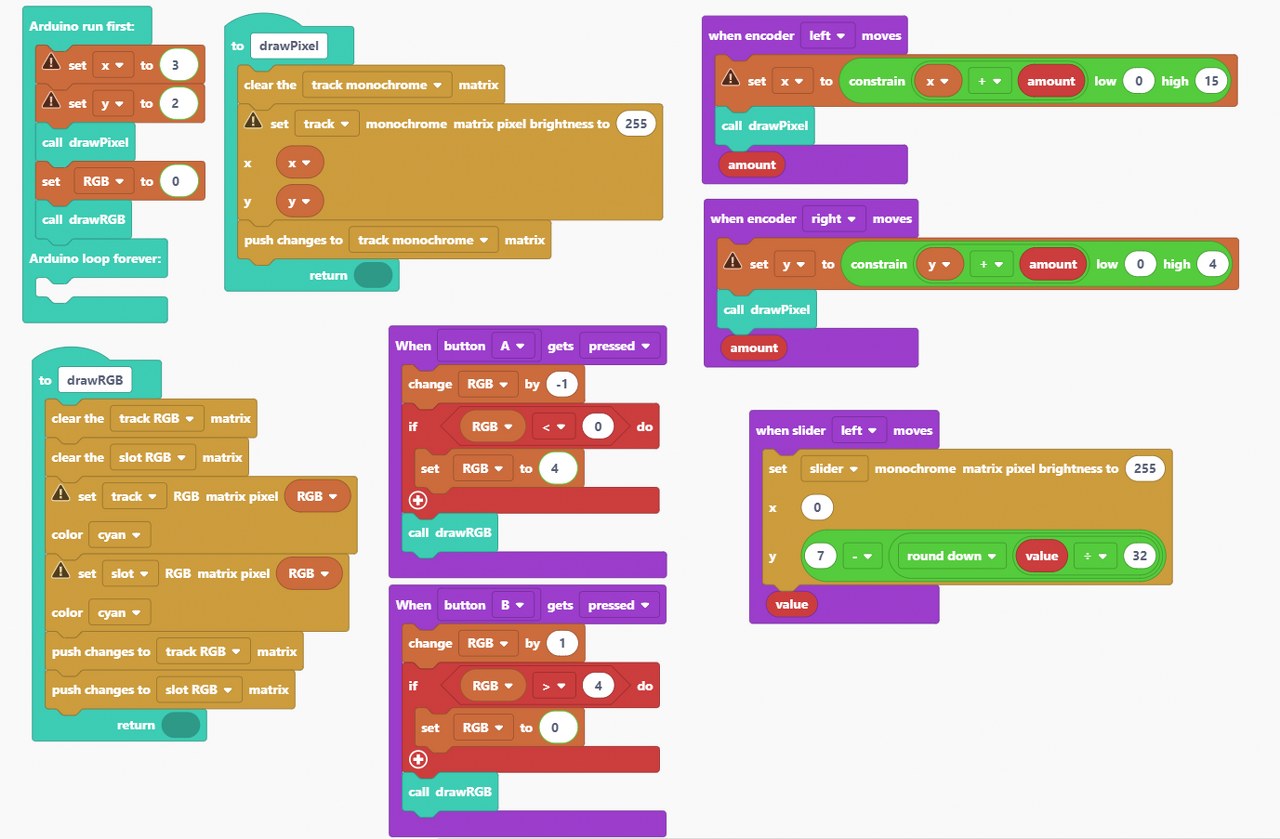 Arduino run first:
set x to 3
set y to 2
call drawPixel
set RGB to 0
call drawRGB
Arduino loop forever:
to drawPixel
clear the track monochrome matrix
set track monochrome matrix pixel brightness to 255
x x
y y
push changes to track monochrome matrix
return
to drawRGB
clear the track RGB matrix
clear the slot RGB matrix
set track RGB matrix pixel RGB
color cyan
set slot RGB matrix pixel RGB
color cyan
push changes to track RGB matrix
push changes to slot RGB matrix
return
When button A gets pressed
change RGB by -1
if RGB < 0 do
set RGB to 4
call drawRGB
When button B gets pressed
change RGB by 1
if RGB > 4 do
set RGB to 0
call drawRGB
when encoder left moves
set x to constrain x + amount low 0 high 15
call drawPixel
amount
when encoder right moves
set y to constrain y + amount low 0 high 4
call drawPixel
amount
when slider left moves
set slider monochrome matrix pixel brightness to 255
x 0
y 7 - round down value ÷ 32
value